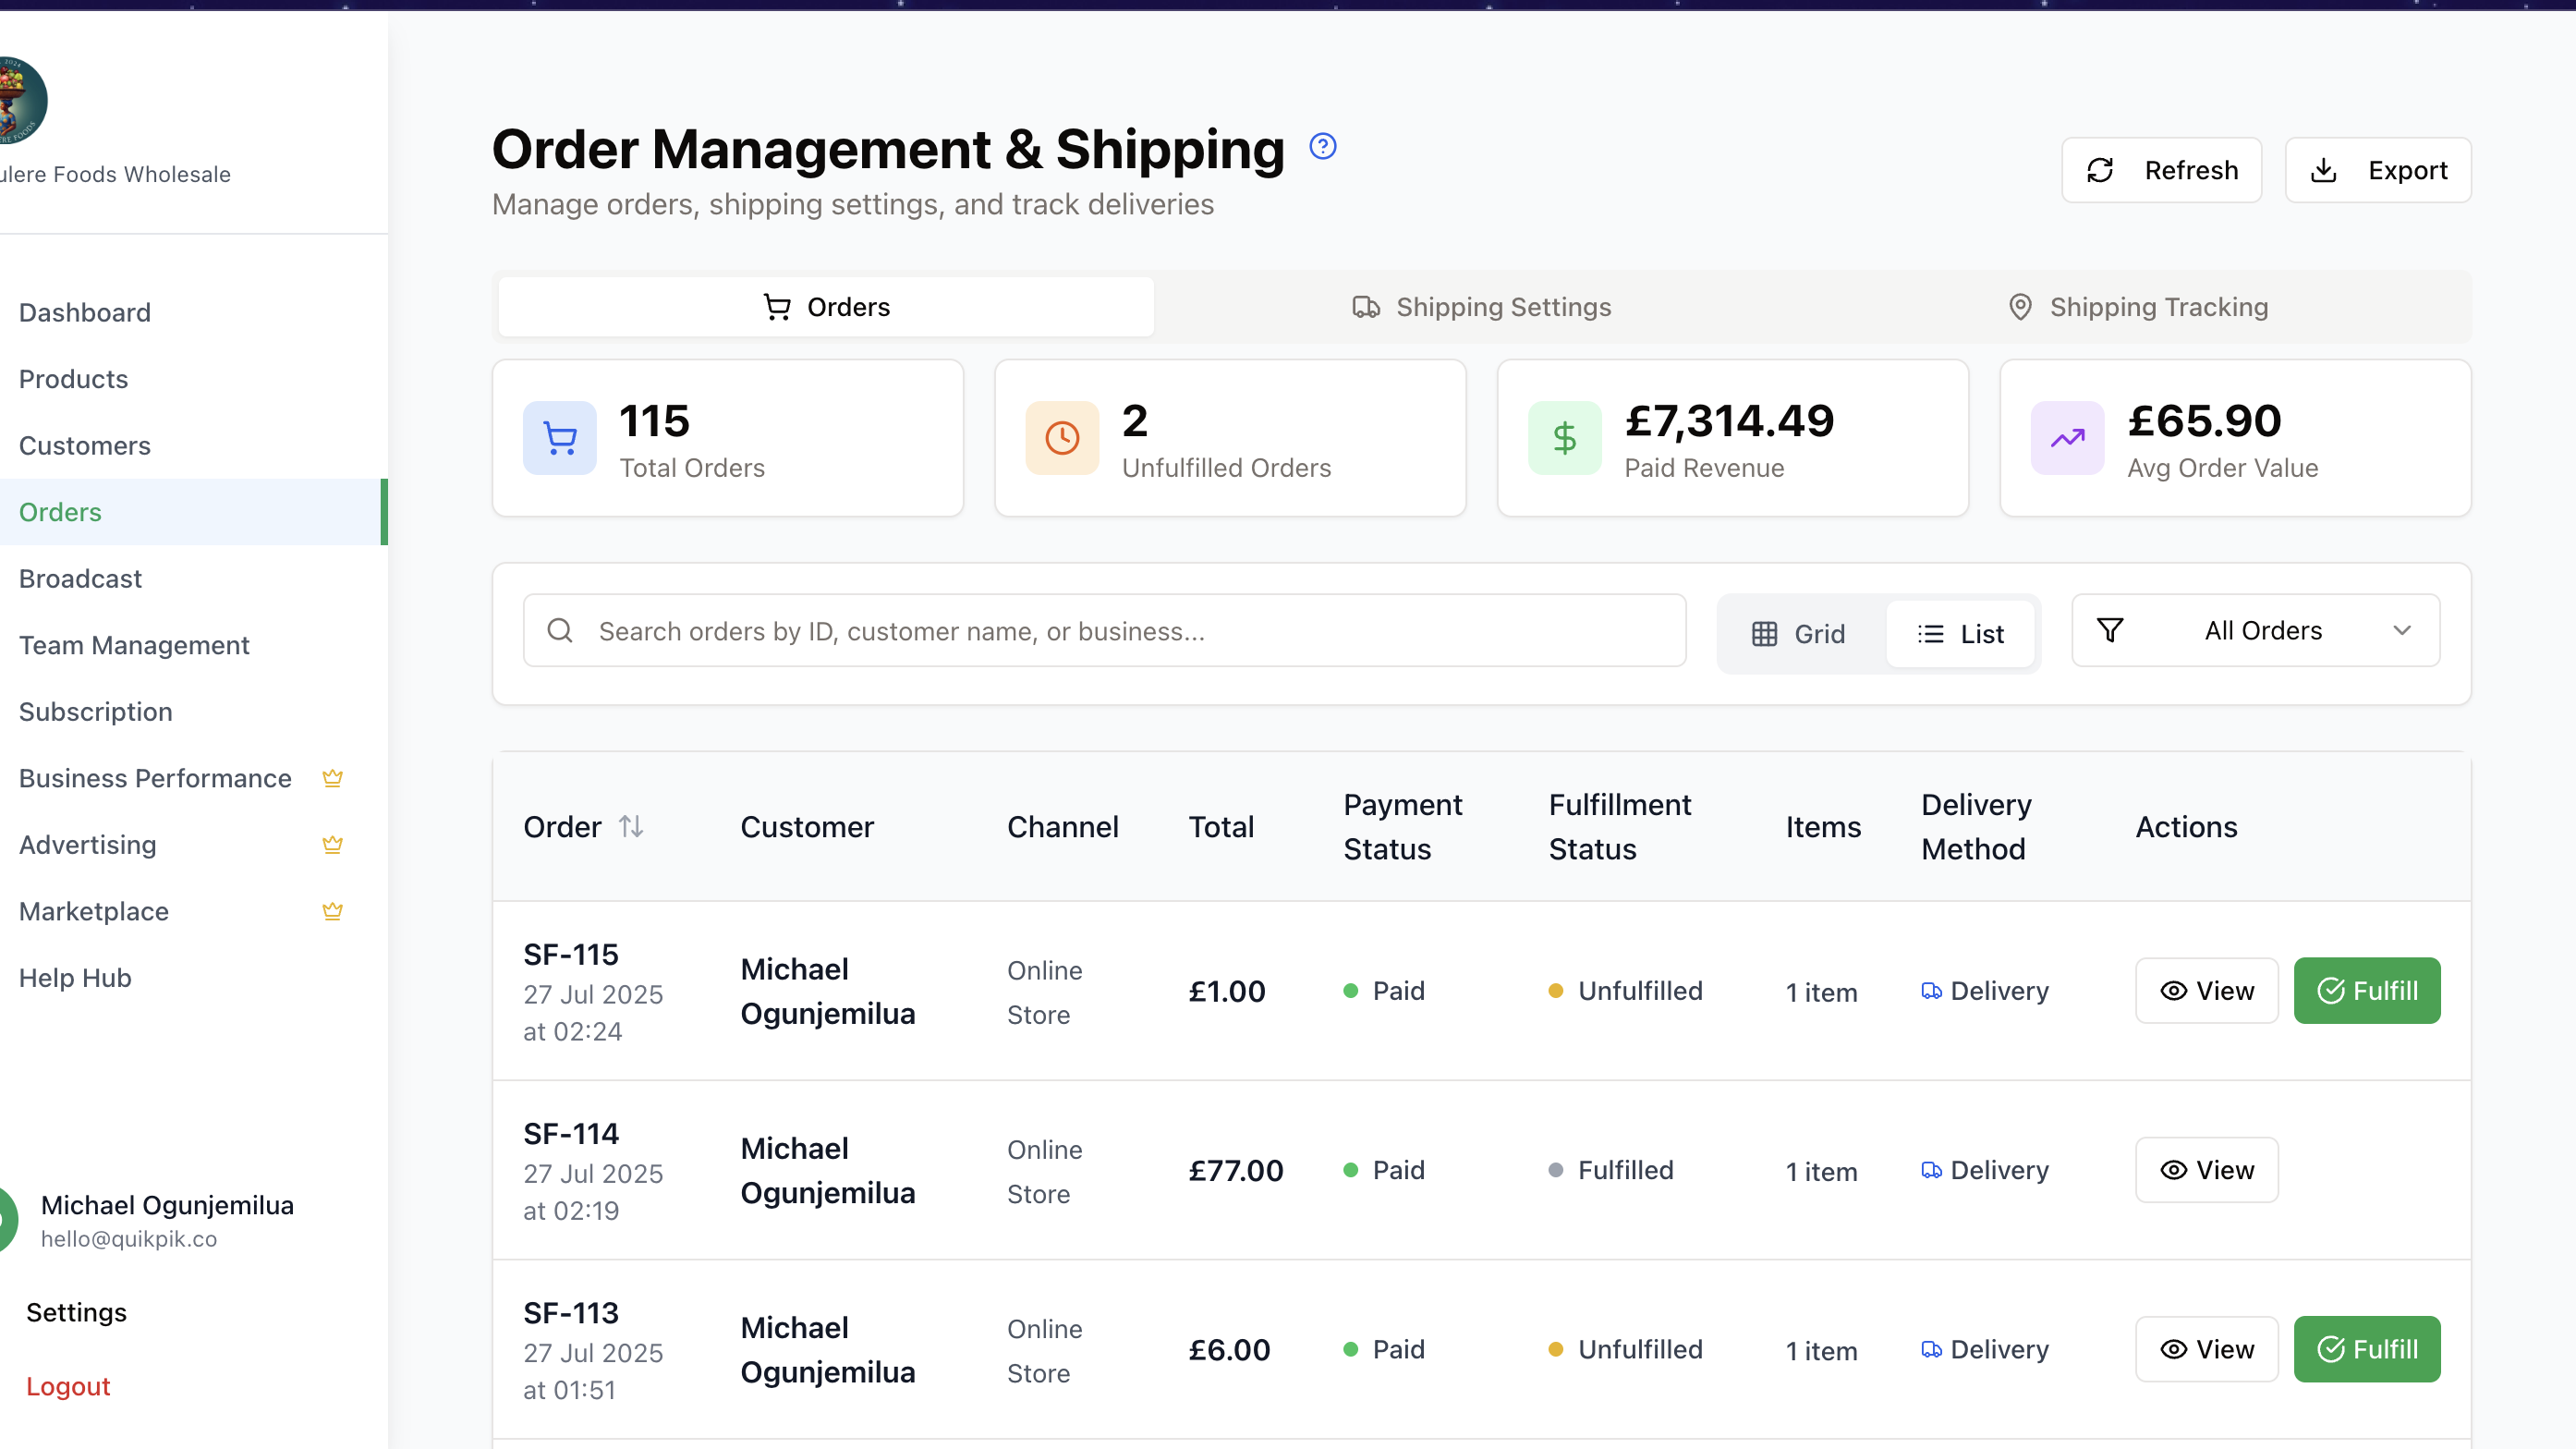 2024
FOODS
ulere Foods Wholesale
Dashboard
Products
Customers
Orders
Broadcast
Team Management
Subscription
Business Performance
Advertising
Marketplace
Help Hub
Michael Ogunjemilua
hello@quikpik.co
Settings
Logout
Order Management & Shipping
Manage orders, shipping settings, and track deliveries
Refresh
Export
Orders
Shipping Settings
Shipping Tracking
115
Total Orders
2
Unfulfilled Orders
£7,314.49
Paid Revenue
£65.90
Avg Order Value
Search orders by ID, customer name, or business...
Grid
List
All Orders
Order
Customer
Channel
Total
Payment
Status
Fulfillment
Status
Items
Delivery
Method
Actions
SF-115
27 Jul 2025
at 02:24
Michael
Ogunjemilua
Online
Store
£1.00
Paid
Unfulfilled
1 item
Delivery
View
Fulfill
SF-114
27 Jul 2025
at 02:19
Michael
Ogunjemilua
Online
Store
£77.00
Paid
Fulfilled
1 item
Delivery
View
SF-113
27 Jul 2025
at 01:51
Michael
Ogunjemilua
Online
Store
£6.00
Paid
Unfulfilled
1 item
Delivery
View
Fulfill